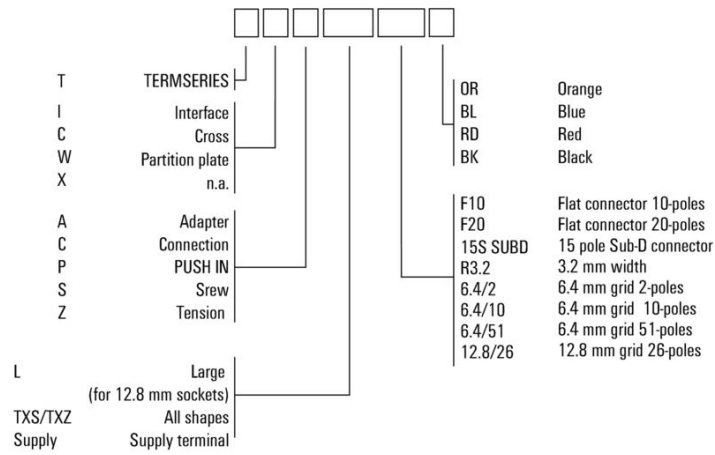 T TERMSERIES
I Interface
C Cross
W Partition plate
X n.a.
A Adapter
C Connection
P PUSH IN
S Srew
Z Tension
L Large
(for 12.8 mm sockets)
TXS/TXZ All shapes
Supply Supply terminal
OR Orange
BL Blue
RD Red
BK Black
F10 Flat connector 10-poles
F20 Flat connector 20-poles
15S SUBD 15 pole Sub-D connector
R3.2 3.2 mm width
6.4/2 6.4 mm grid 2-poles
6.4/10 6.4 mm grid 10-poles
6.4/51 6.4 mm grid 51-poles
12.8/26 12.8 mm grid 26-poles